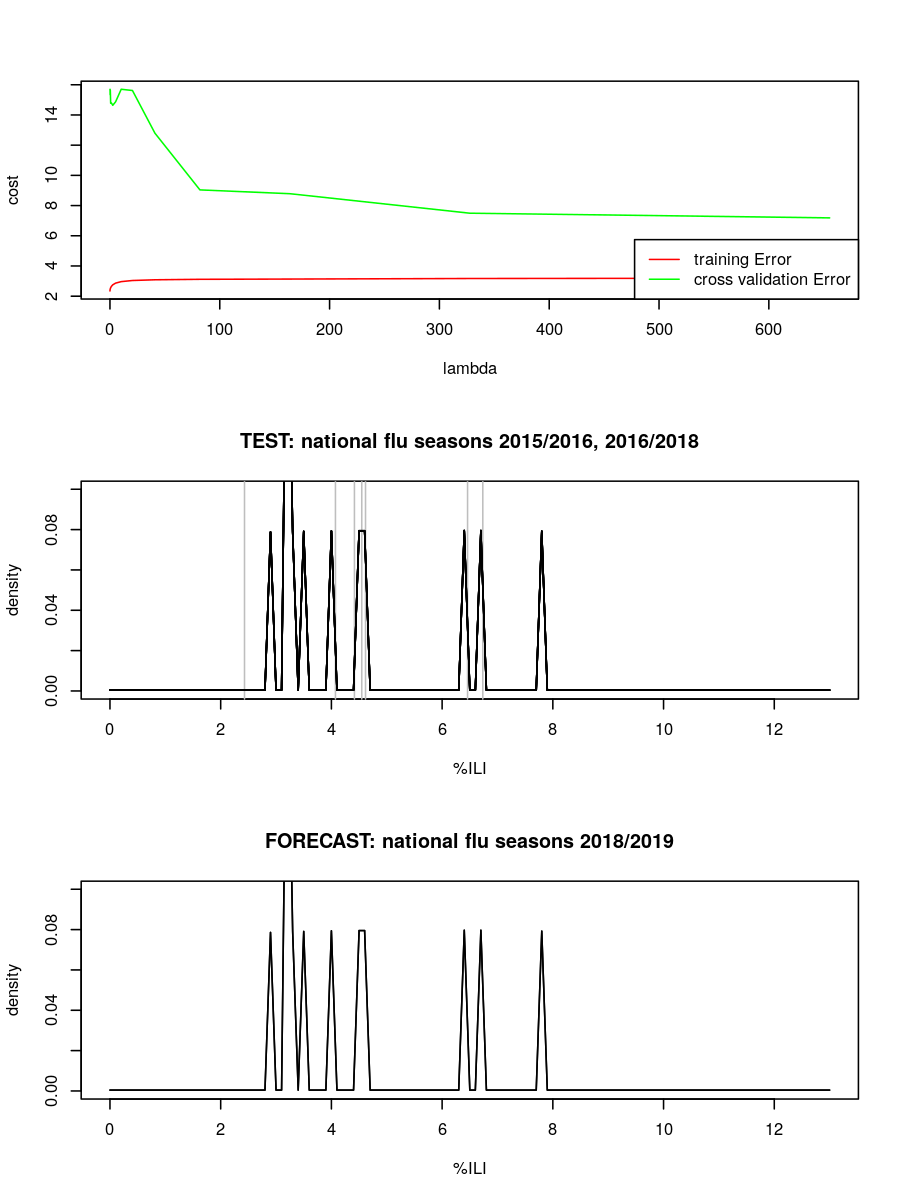 cost
14
10
8
6
4
2
training Error
cross validation Error
0 100 200 300 400 500 600
lambda
TEST: national flu seasons 2015/2016, 2016/2018
density
0.08
0.04
0.00
0 2 4 6 8 10 12
%ILI
FORECAST: national flu seasons 2018/2019
density
0.08
0.04
0.00
0 2 4 6 8 10 12
%ILI